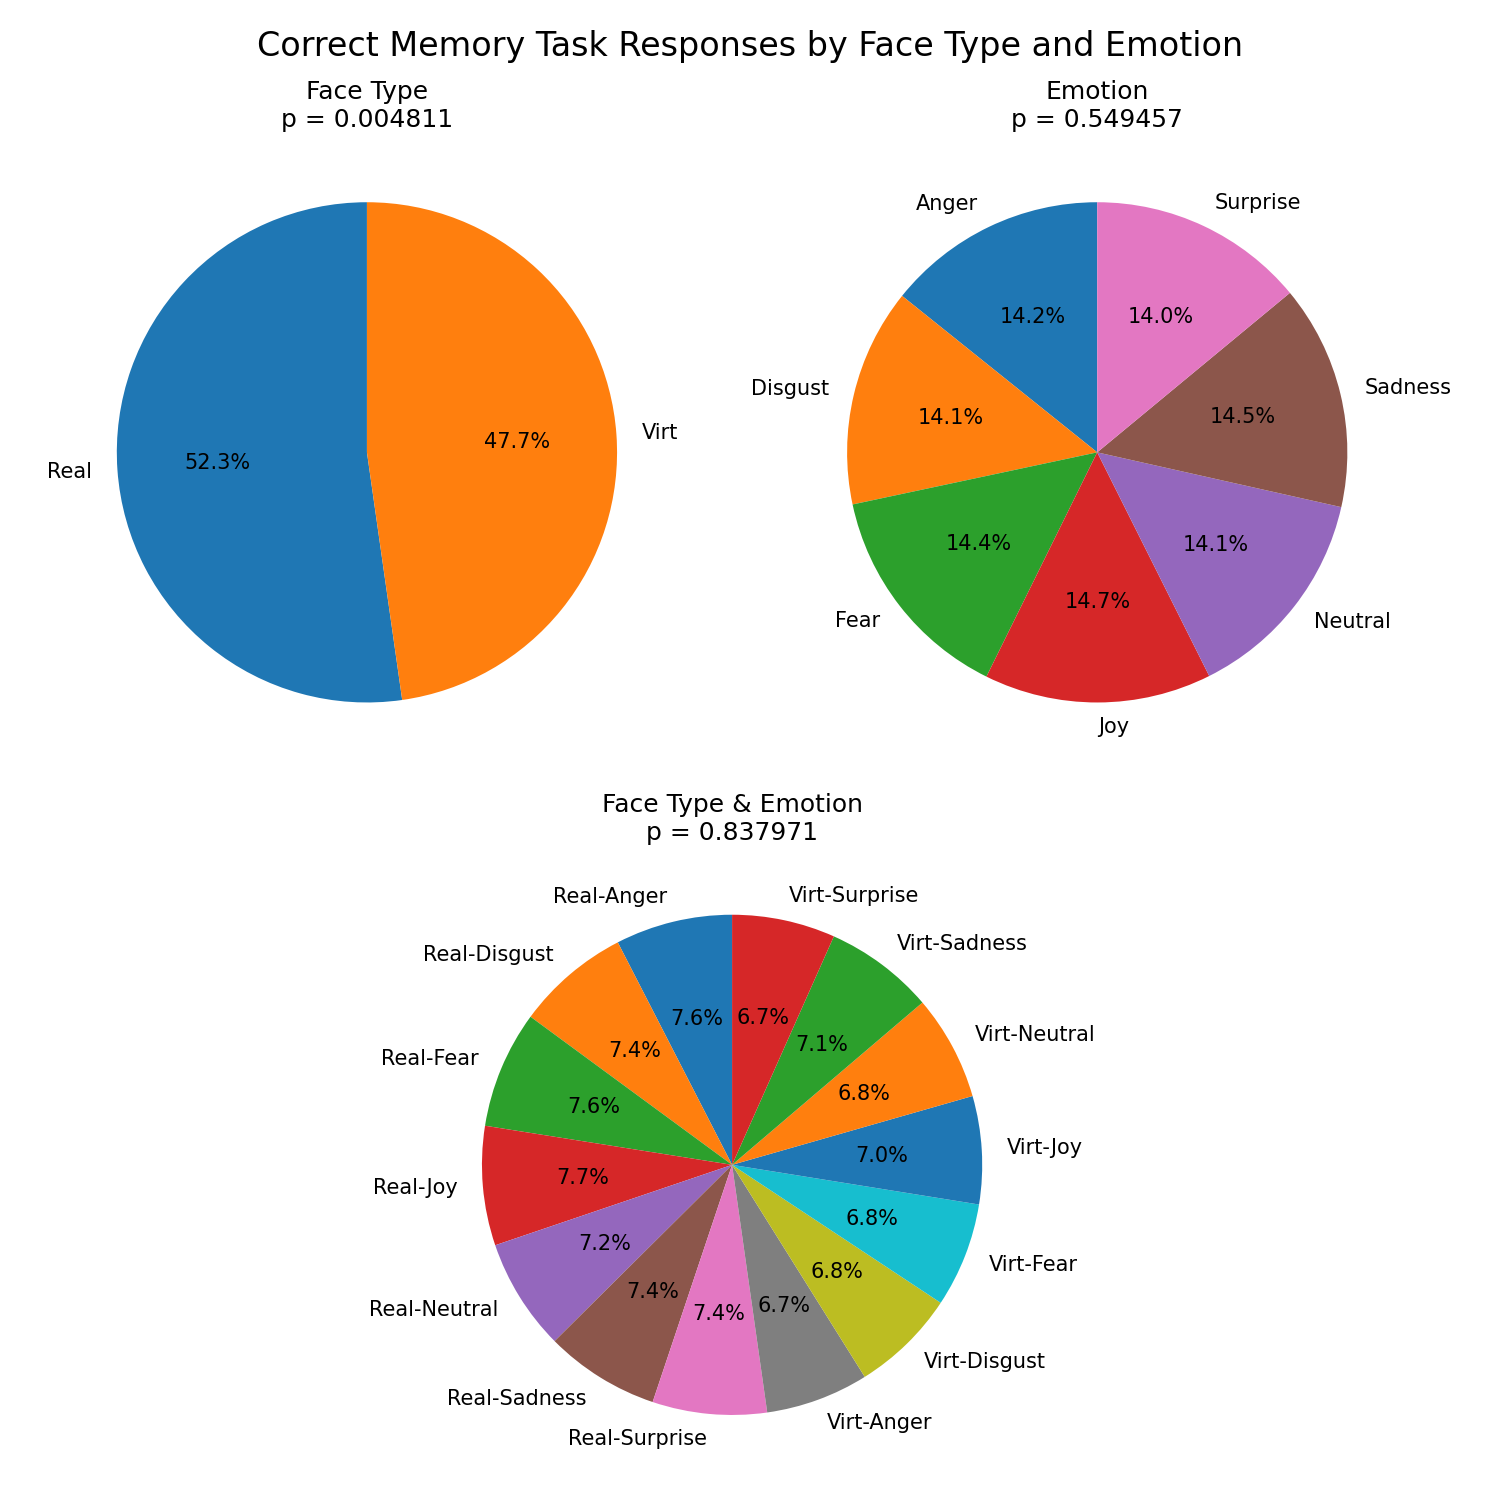 Correct Memory Task Responses by Face Type and Emotion
Face Type
p = 0.004811
Real
52.3%
47.7%
Virt
Emotion
p = 0.549457
Anger
Surprise
14.2%
14.0%
Disgust
14.1%
14.5%
Sadness
14.4%
14.1%
Fear
14.7%
Neutral
Joy
Face Type & Emotion
p = 0.837971
Real-Anger
Virt-Surprise
Real-Disgust
Virt-Sadness
7.6%
6.7%
7.4%
7.1%
Real-Fear
Virt-Neutral
7.6%
6.8%
Real-Joy
7.7%
7.0%
Virt-Joy
7.2%
6.8%
Real-Neutral
Virt-Fear
7.4%
7.4%
6.7%
6.8%
Real-Sadness
Virt-Disgust
Real-Surprise
Virt-Anger